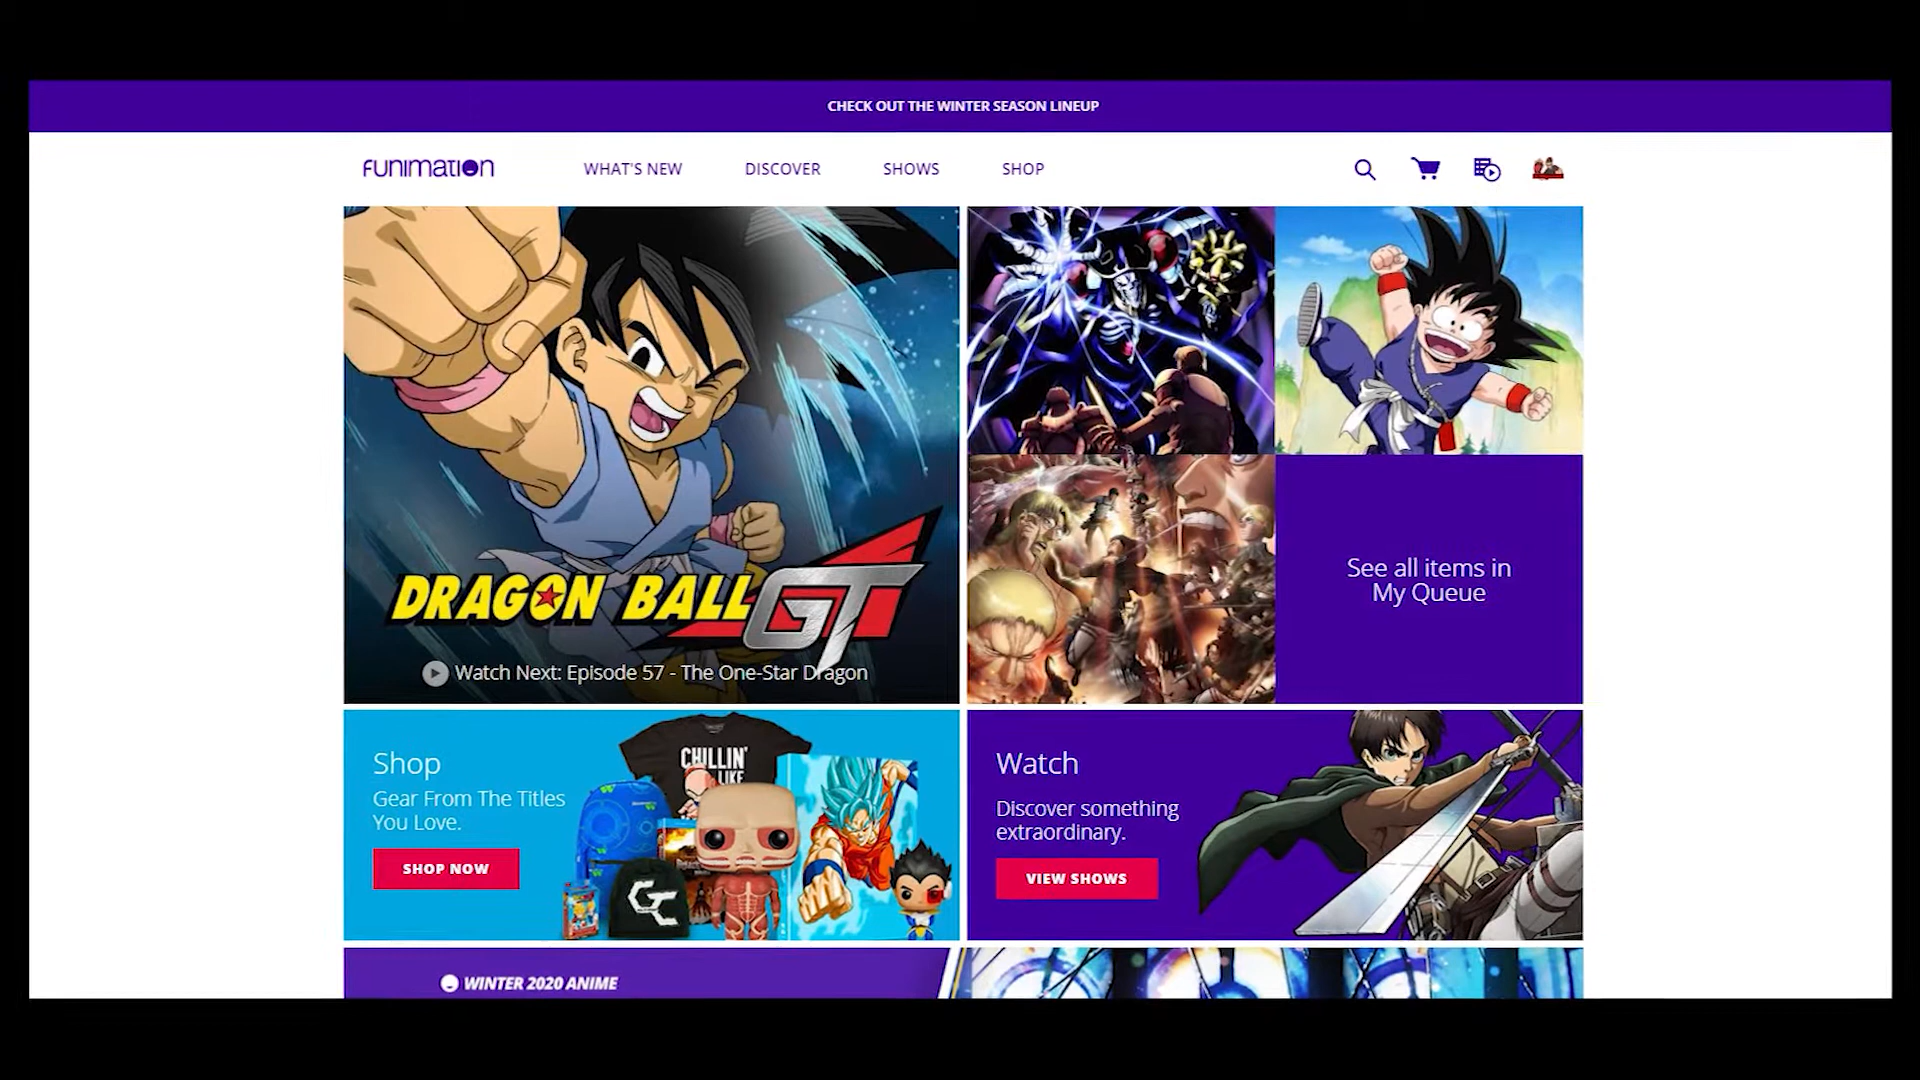 CHECK OUT THE WINTER SEASON LINEUP
FUNIMATION
WHAT'S NEW
DISCOVER
SHOWS
SHOP
DRAGON BALL GT
Watch Next: Episode 57 - The One-Star Dragon
See all items in
My Queue
Shop
Gear From The Titles
You Love.
SHOP NOW
CHILLIN'
LIKE
Watch
Discover something
extraordinary.
VIEW SHOWS
WINTER 2020 ANIME